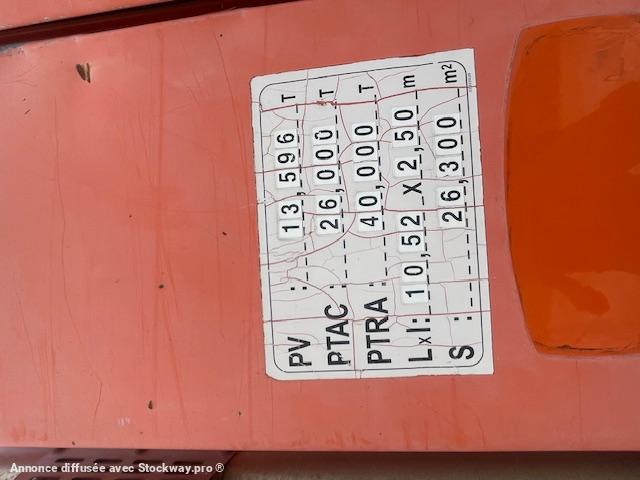 PV : 13,596 T
PTAC : 26,000 T
PTRA : 40,000 T
L x l : 10,52 X 2,50 m
S : 26,300 m²
Annonce diffusée avec Stockway.pro ®